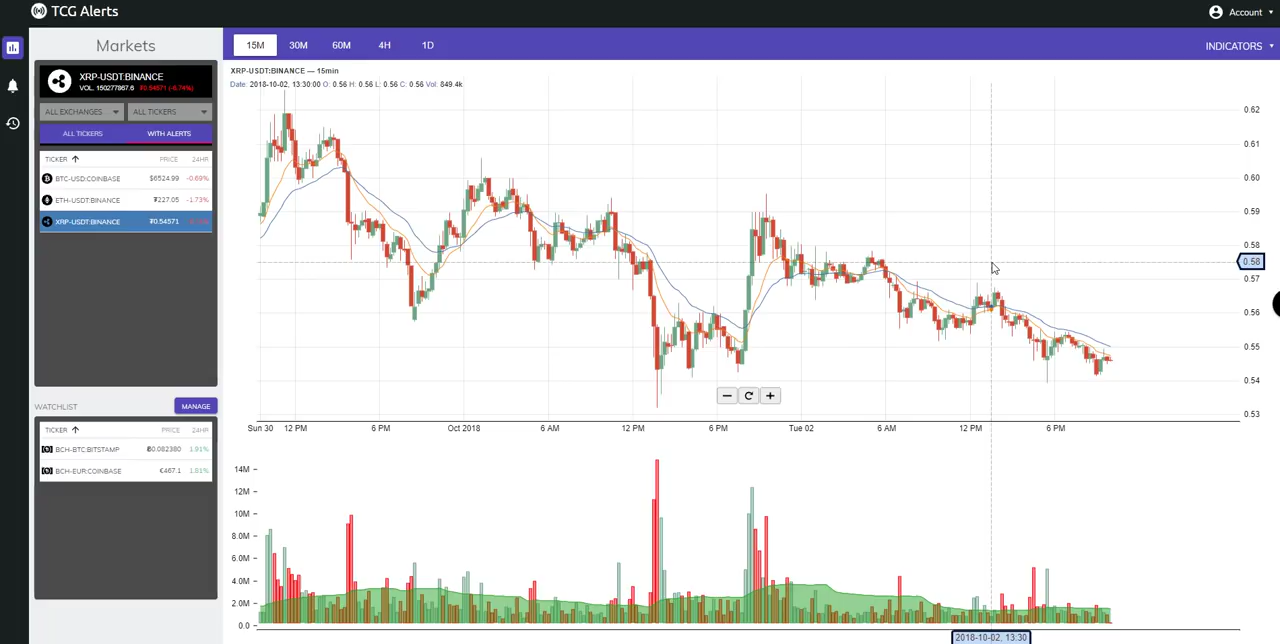 TCG Alerts
Account
Markets
15M 30M 60M 4H 1D
INDICATORS
XRP-USDT:BINANCE
VOL. 150277867.6 ₮0.54571 (-6.74%)
ALL EXCHANGES ALL TICKERS
ALL TICKERS WITH ALERTS
TICKER PRICE 24HR
BTC-USD:COINBASE $6524.99 -0.69%
ETH-USDT:BINANCE ₮227.05 -1.73%
XRP-USDT:BINANCE ₮0.54571
WATCHLIST MANAGE
TICKER PRICE 24HR
BCH-BTC:BITSTAMP Ƀ0.082380 1.91%
BCH-EUR:COINBASE €467.1 1.81%
XRP-USDT:BINANCE — 15min
Date: 2018-10-02, 13:30:00 O: 0.56 H: 0.56 L: 0.56 C: 0.56 Vol: 849.4k
0.62
0.61
0.60
0.59
0.58
0.58
0.57
0.56
0.55
0.54
0.53
Sun 30 12 PM 6 PM Oct 2018 6 AM 12 PM 6 PM Tue 02 6 AM 12 PM 6 PM
14M
12M
10M
8.0M
6.0M
4.0M
2.0M
0.0
2018-10-02, 13:30